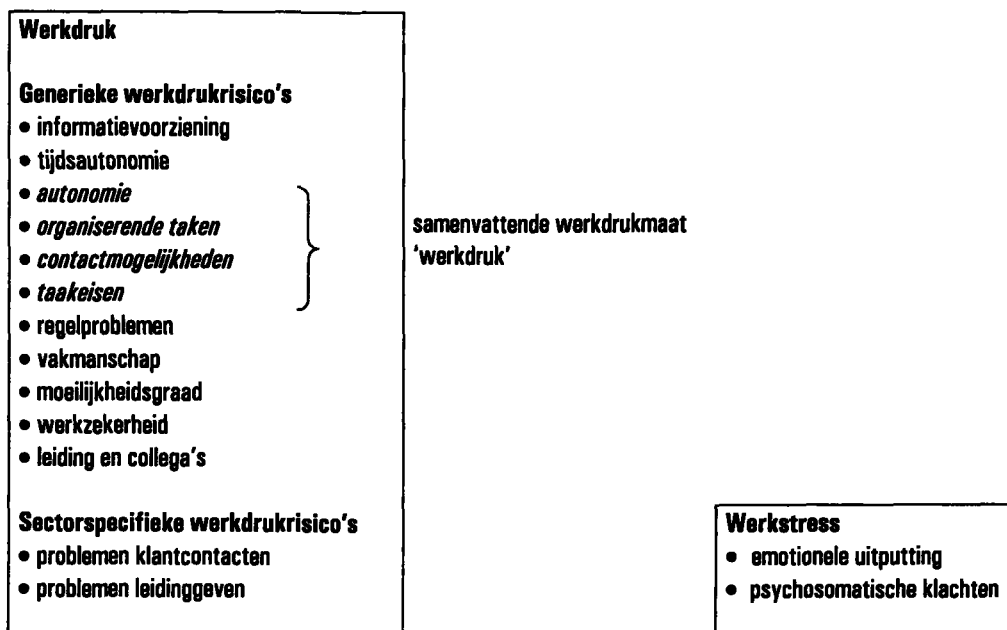 Werkdruk
Generieke werkdrukrisico's
• informatievoorziening
• tijdsautonomie
• autonomie
• organiserende taken
• contactmogelijkheden
• taakeisen
• regelproblemen
• vakmanschap
• moeilijkheidsgraad
• werkzekerheid
• leiding en collega's
Sectorspecifieke werkdrukrisico's
• problemen klantcontacten
• problemen leidinggeven
samenvattende werkdrukmaat
'werkdruk'
Werkstress
• emotionele uitputting
• psychosomatische klachten